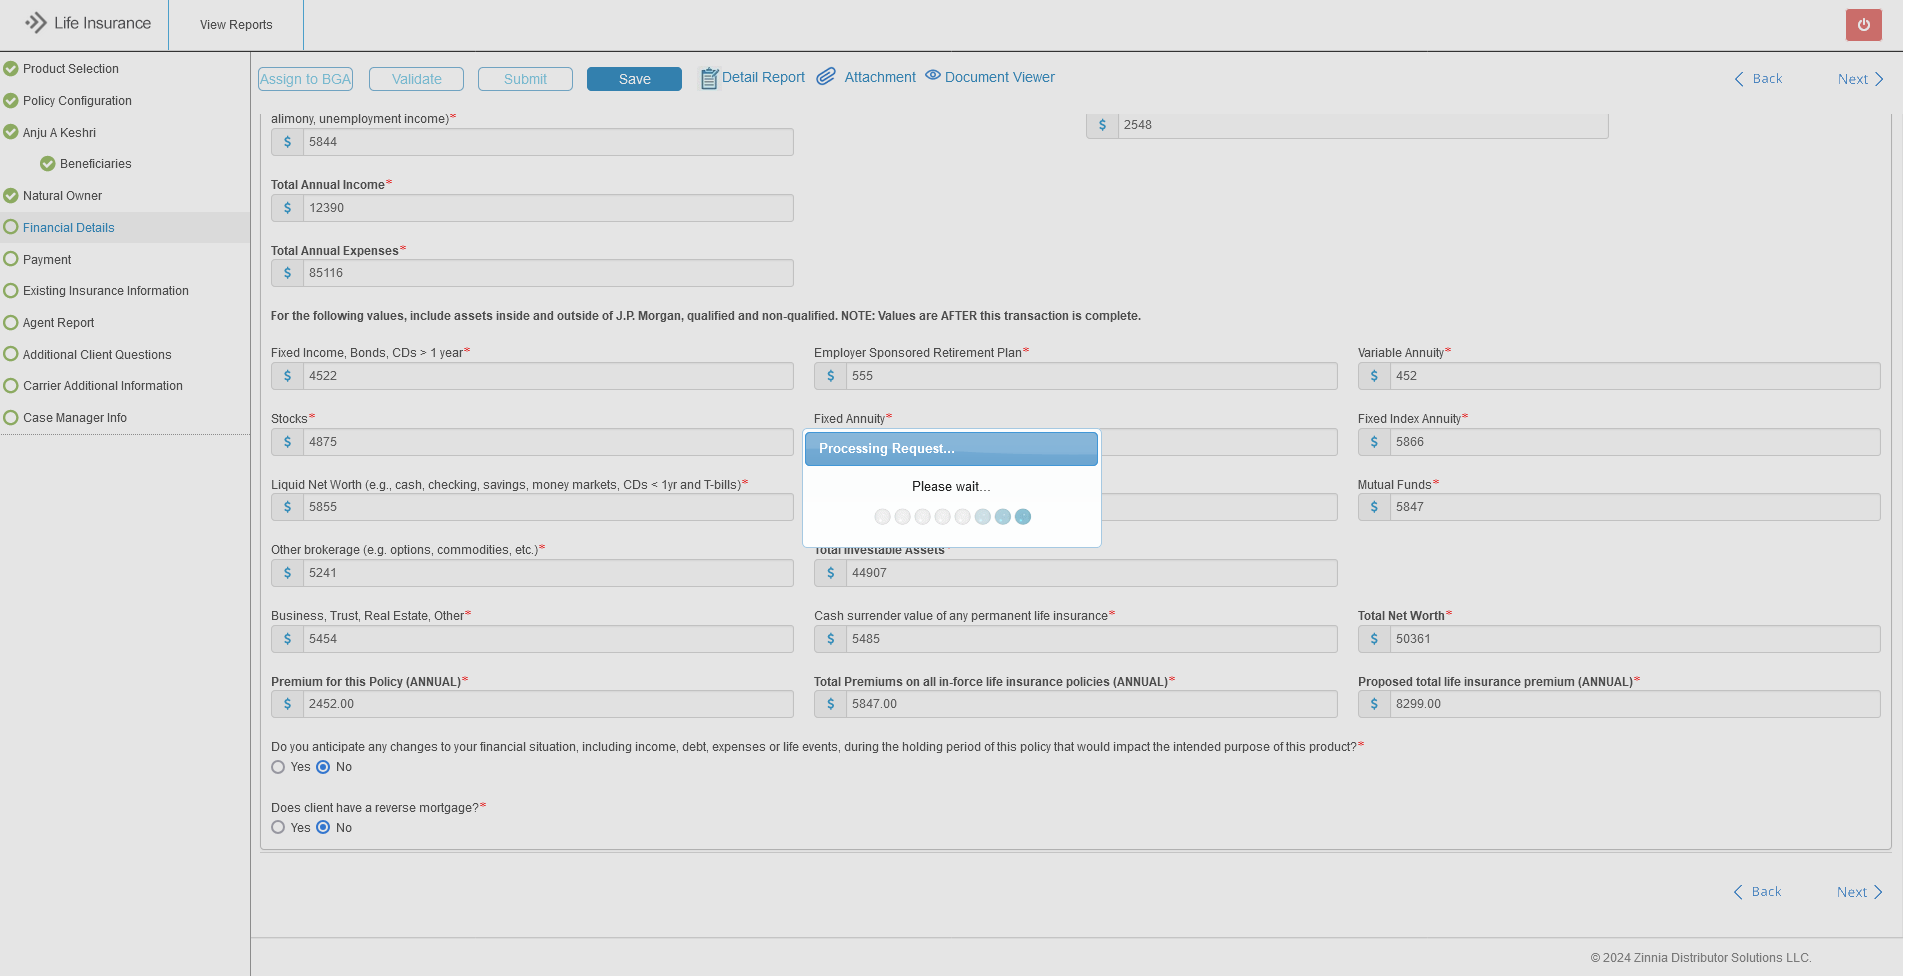 Life Insurance
View Reports
Product Selection
Policy Configuration
Anju A Keshri
Beneficiaries
Natural Owner
Financial Details
Payment
Existing Insurance Information
Agent Report
Additional Client Questions
Carrier Additional Information
Case Manager Info
Assign to BGA Validate Submit Save Detail Report Attachment Document Viewer Back Next
alimony, unemployment income)*
$ 5844 $ 2548
Total Annual Income*
$ 12390
Total Annual Expenses*
$ 85116
For the following values, include assets inside and outside of J.P. Morgan, qualified and non-qualified. NOTE: Values are AFTER this transaction is complete.
Fixed Income, Bonds, CDs > 1 year* Employer Sponsored Retirement Plan* Variable Annuity*
$ 4522 $ 555 $ 452
Stocks* Fixed Annuity* Fixed Index Annuity*
$ 4875 $ 5866
Processing Request...
Please wait...
Liquid Net Worth (e.g., cash, checking, savings, money markets, CDs < 1yr and T-bills)* Mutual Funds*
$ 5855 $ 5847
Other brokerage (e.g. options, commodities, etc.)* Total Investable Assets
$ 5241 $ 44907
Business, Trust, Real Estate, Other* Cash surrender value of any permanent life insurance* Total Net Worth*
$ 5454 $ 5485 $ 50361
Premium for this Policy (ANNUAL)* Total Premiums on all in-force life insurance policies (ANNUAL)* Proposed total life insurance premium (ANNUAL)*
$ 2452.00 $ 5847.00 $ 8299.00
Do you anticipate any changes to your financial situation, including income, debt, expenses or life events, during the holding period of this policy that would impact the intended purpose of this product?*
Yes No
Does client have a reverse mortgage?*
Yes No
Back Next
© 2024 Zinnia Distributor Solutions LLC.